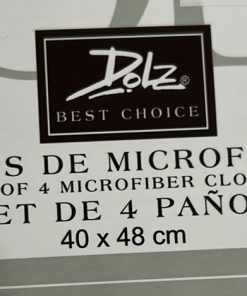 Dolz®
BEST CHOICE
S DE MICROF
OF 4 MICROFIBER CLO
ET DE 4 PAÑO
40 x 48 cm